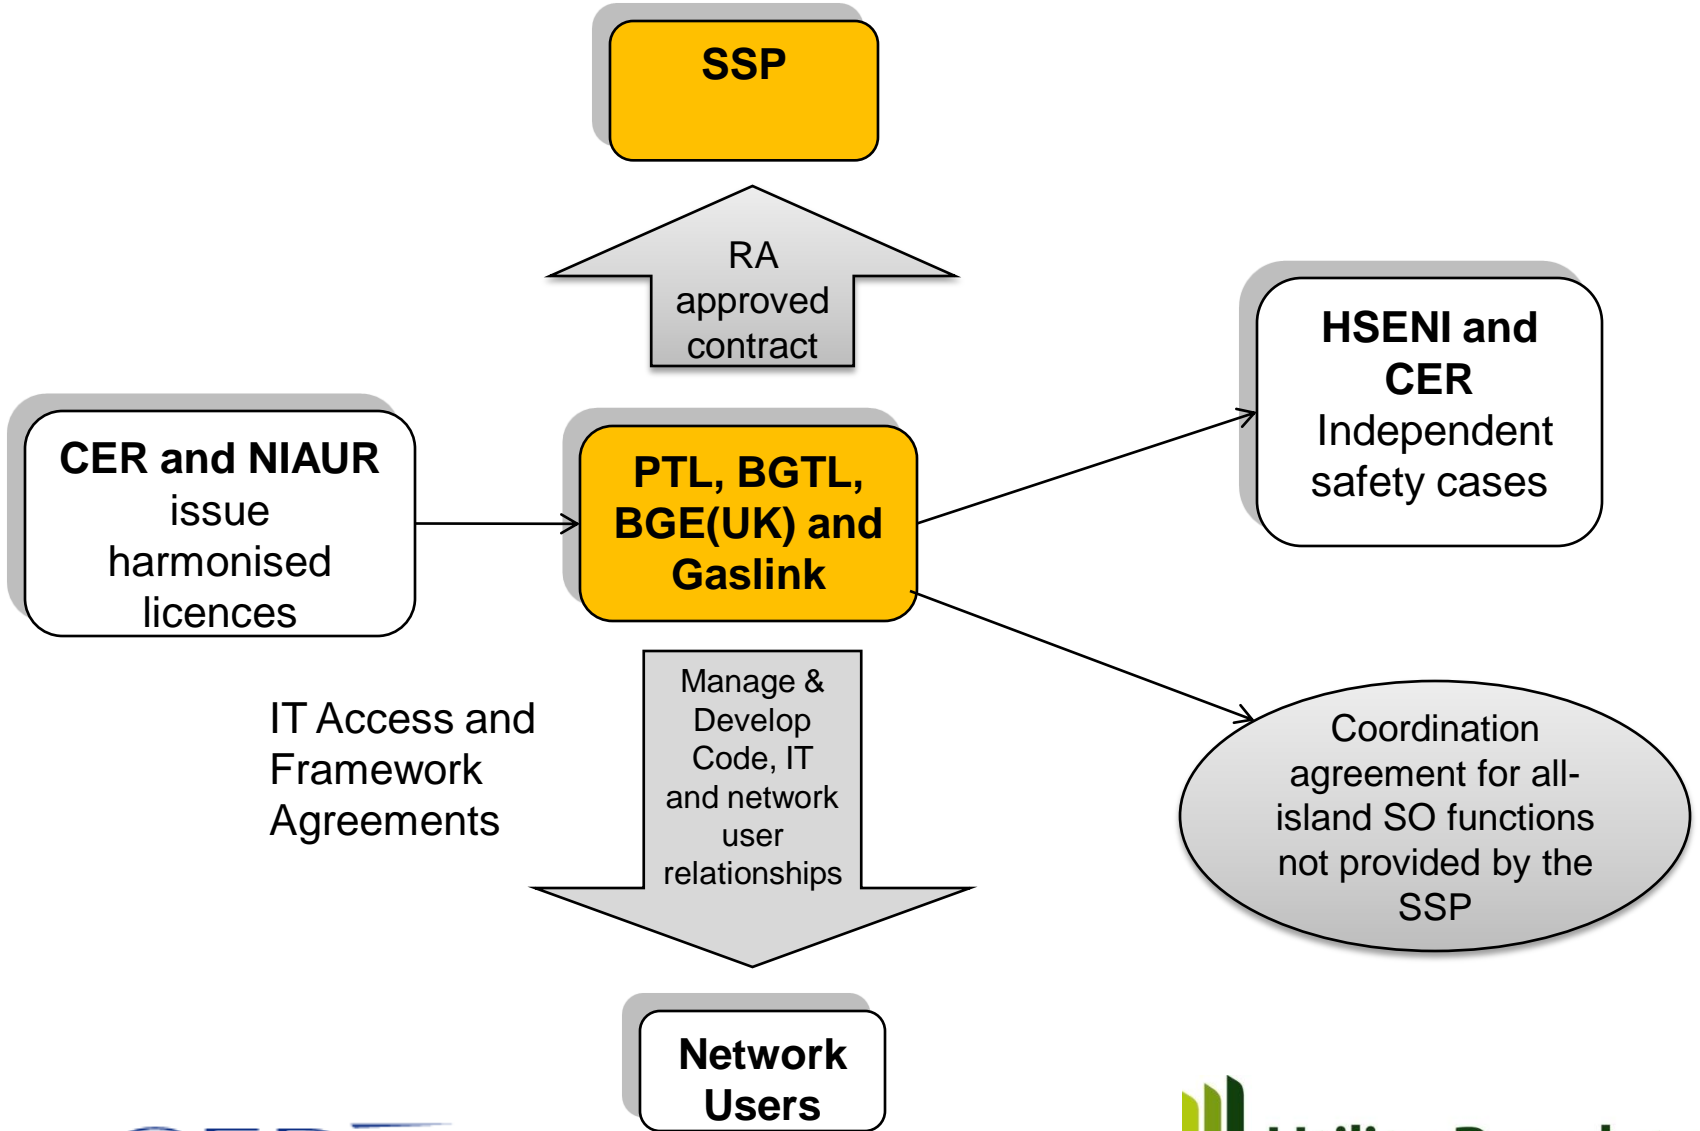 SSP
RA
approved
contract
HSENI and
CER
Independent
safety cases
CER and NIAUR
issue
harmonised
licences
PTL, BGTL,
BGE(UK) and
Gaslink
IT Access and
Framework
Agreements
Manage &
Develop
Code, IT
and network
user
relationships
Coordination
agreement for all-
island SO functions
not provided by the
SSP
Network
Users